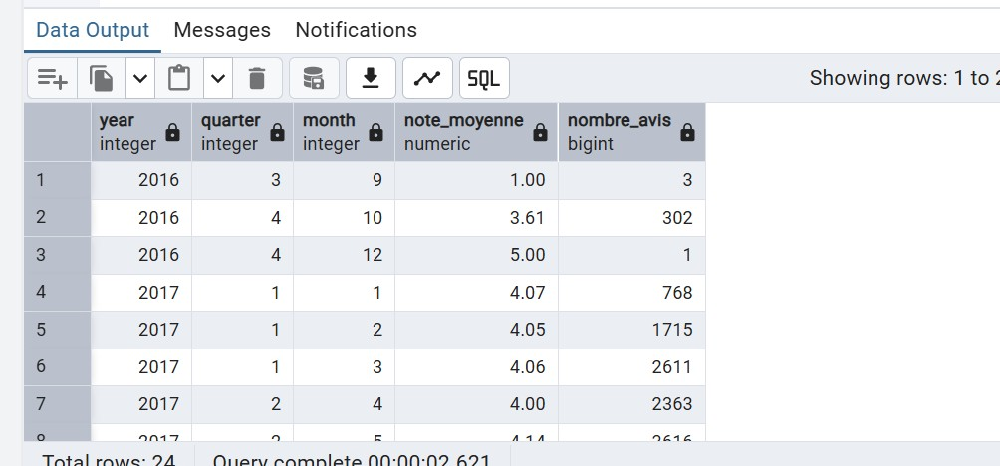 Data Output Messages Notifications
SQL Showing rows: 1 to 2
year quarter month note_moyenne nombre_avis
integer integer integer numeric bigint
1 2016 3 9 1.00 3
2 2016 4 10 3.61 302
3 2016 4 12 5.00 1
4 2017 1 1 4.07 768
5 2017 1 2 4.05 1715
6 2017 1 3 4.06 2611
7 2017 2 4 4.00 2363
8 2017 2 5 4.14 3616
Total rows: 24 Query complete 00:00:02.621